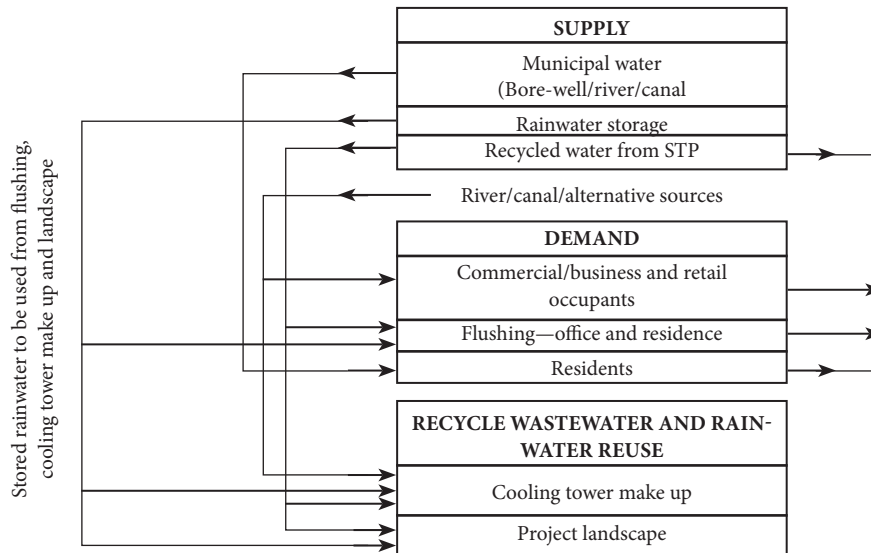 SUPPLY
Municipal water
(Bore-well/river/canal
Rainwater storage
Recycled water from STP
River/canal/alternative sources
DEMAND
Commercial/business and retail
occupants
Flushing—office and residence
Residents
RECYCLE WASTEWATER AND RAIN-
WATER REUSE
Cooling tower make up
Project landscape
Stored rainwater to be used from flushing,
cooling tower make up and landscape